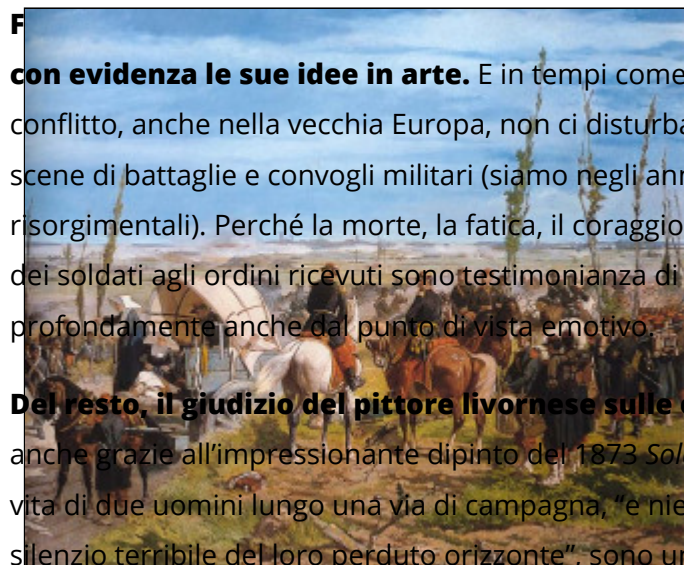 F
con evidenza le sue idee in arte. E in tempi come
conflitto, anche nella vecchia Europa, non ci disturba
scene di battaglie e convogli militari (siamo negli ann
risorgimentali). Perché la morte, la fatica, il coraggio
dei soldati agli ordini ricevuti sono testimonianza di
profondamente anche dal punto di vista emotivo.
Del resto, il giudizio del pittore livornese sulle
anche grazie all’impressionante dipinto del 1873 Sol
vita di due uomini lungo una via di campagna, “e nie
silenzio terribile del loro perduto orizzonte”, sono un